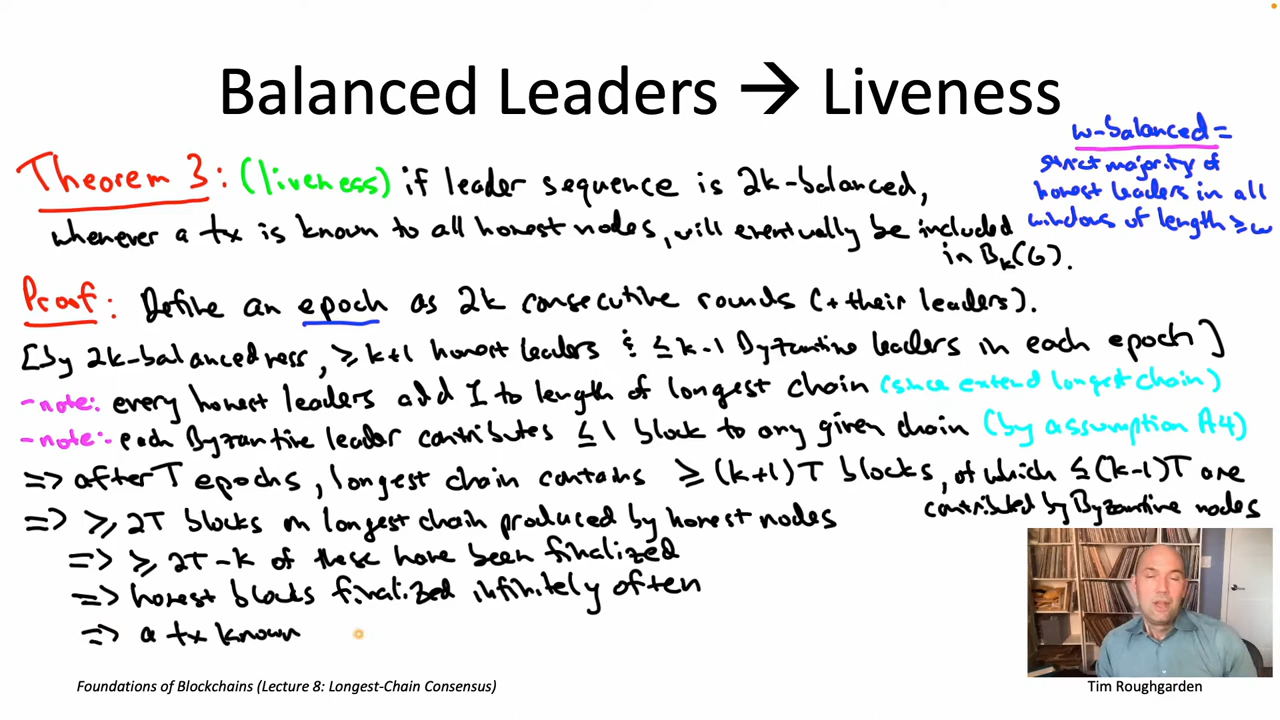 Balanced Leaders → Liveness
w-balanced =
strict majority of
honest leaders in all
windows of length ≥ w
Theorem 3: (liveness) if leader sequence is 2k-balanced,
whenever a tx is known to all honest nodes, will eventually be included
in B_k(G).
Proof: Define an epoch as 2k consecutive rounds (+ their leaders).
[by 2k-balancedness, ≥ k+1 honest leaders & ≤ k-1 Byzantine leaders in each epoch]
-note: every honest leaders add 1 to length of longest chain (since extend longest chain)
-note: each Byzantine leader contributes ≤ 1 block to any given chain (by assumption A4)
=> after T epochs, longest chain contains ≥ (k+1)T blocks, of which ≤ (k-1)T are
contributed by Byzantine nodes
=> ≥ 2T blocks on longest chain produced by honest nodes
=> ≥ 2T-k of these have been finalized
=> honest blocks finalized infinitely often
=> a tx known
Foundations of Blockchains (Lecture 8: Longest-Chain Consensus)
Tim Roughgarden